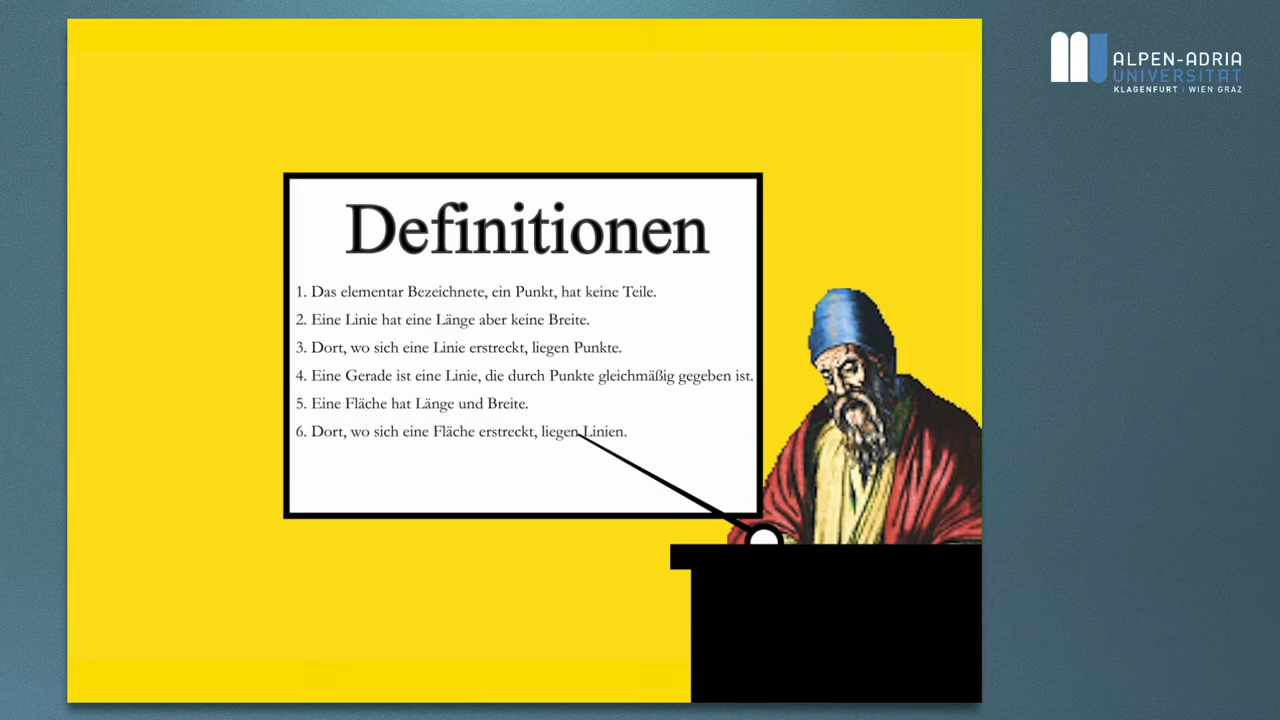 ALPEN-ADRIA
UNIVERSITÄT
KLAGENFURT | WIEN GRAZ
Definitionen
1. Das elementar Bezeichnete, ein Punkt, hat keine Teile.
2. Eine Linie hat eine Länge aber keine Breite.
3. Dort, wo sich eine Linie erstreckt, liegen Punkte.
4. Eine Gerade ist eine Linie, die durch Punkte gleichmäßig gegeben ist.
5. Eine Fläche hat Länge und Breite.
6. Dort, wo sich eine Fläche erstreckt, liegen Linien.